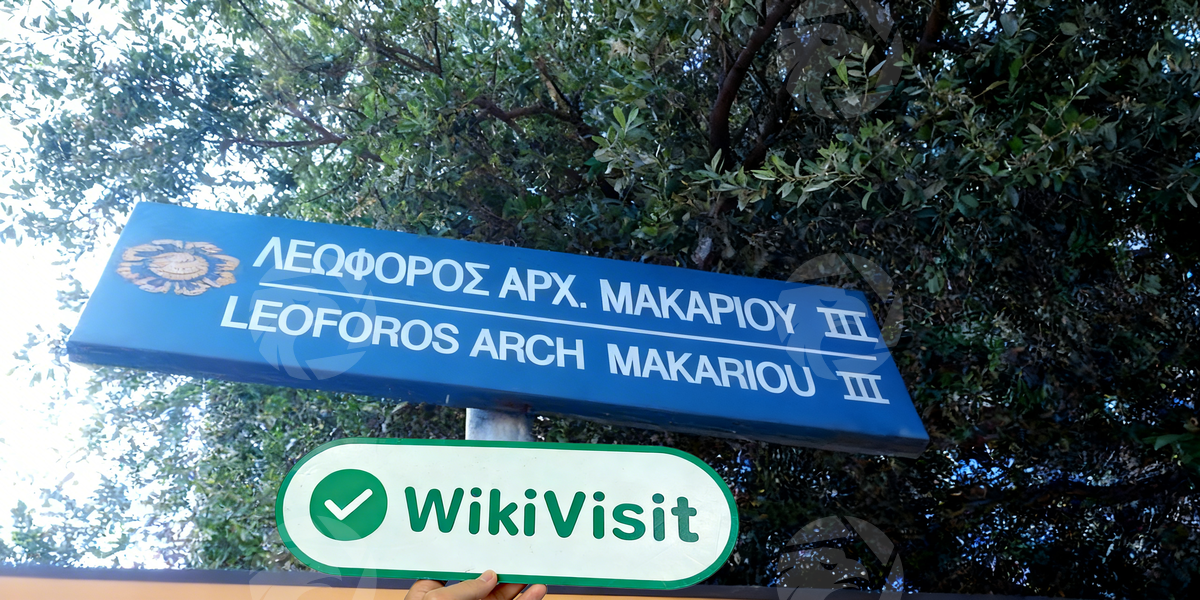 ΛΕΩΦΟΡΟΣ ΑΡΧ. ΜΑΚΑΡΙΟΥ III
LEOFOROS ARCH MAKARIOU III
WikiVisit